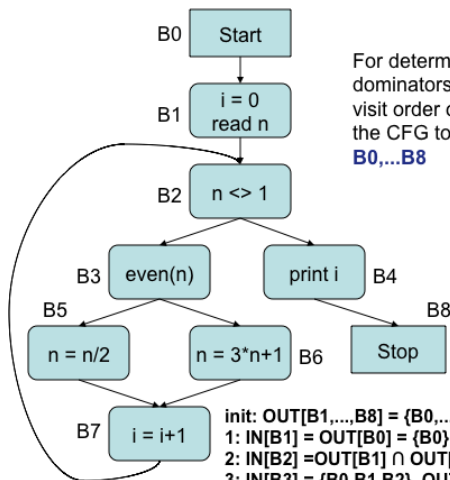 B0
Start
For determ
dominators
visit order o
the CFG to
B0,...B8
B1
i = 0
read n
B2
n <> 1
B3
even(n)
print i
B4
B5
B8
n = n/2
n = 3*n+1
B6
Stop
B7
i = i+1
init: OUT[B1,...,B8] = {B0,...
1: IN[B1] = OUT[B0] = {B0}
2: IN[B2] =OUT[B1] ∩ OUT[